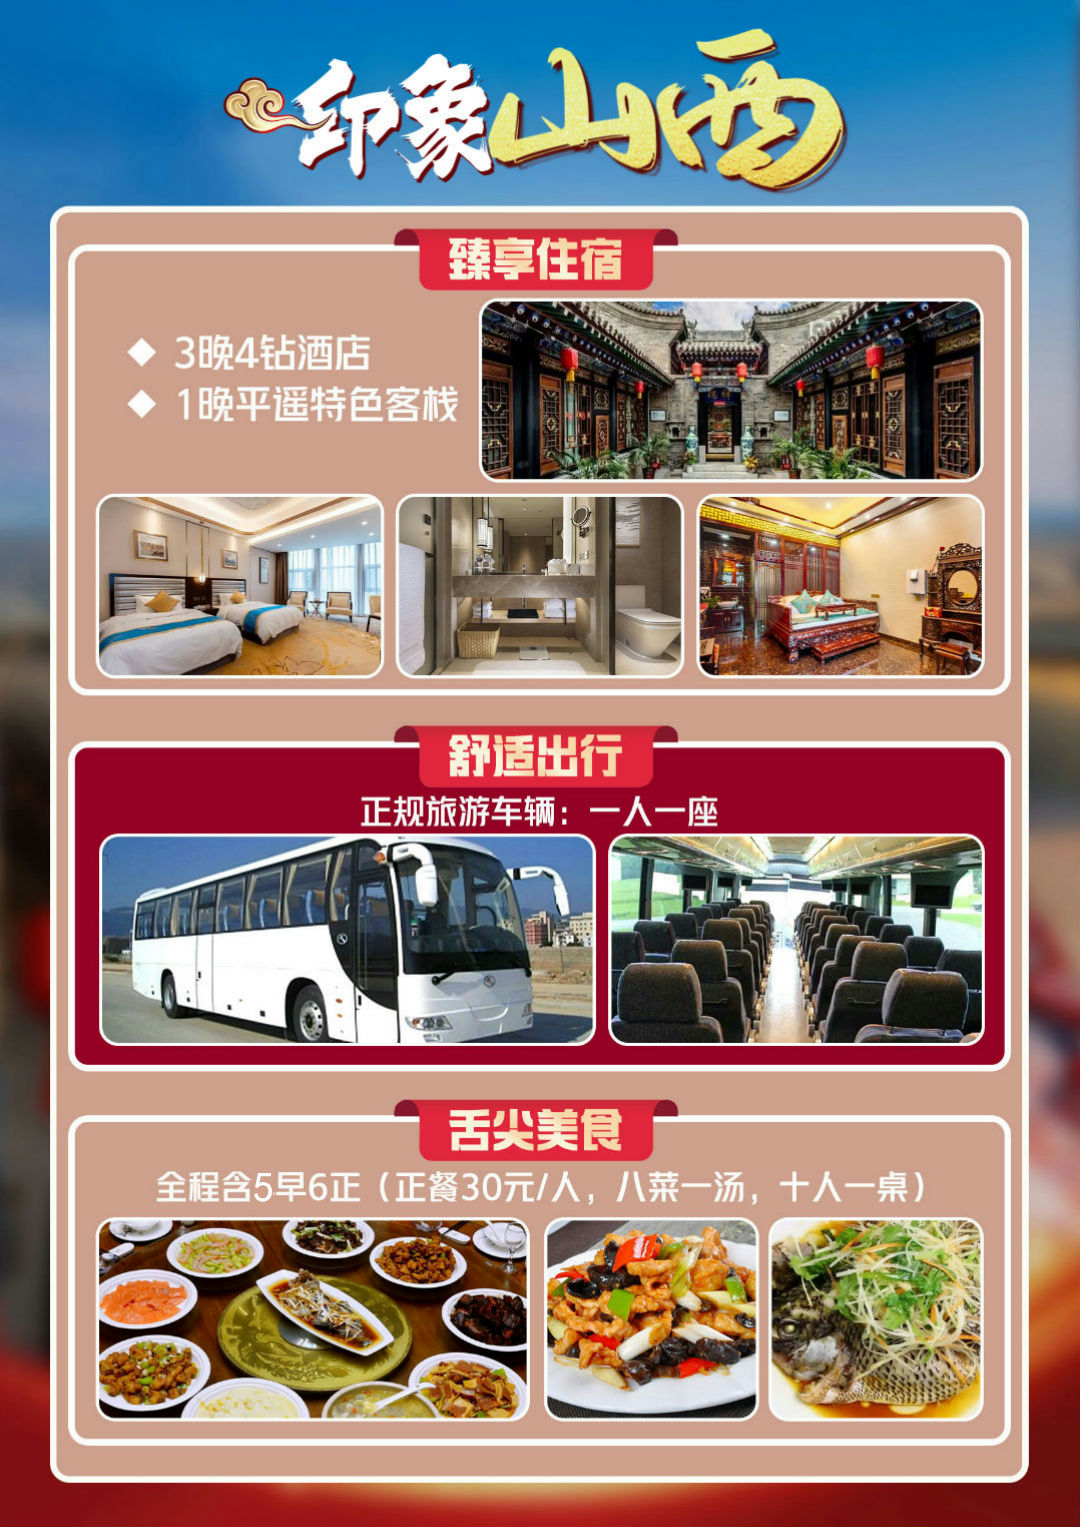 印象山西
臻享住宿
◆ 3晚4钻酒店
◆ 1晚平遥特色客栈
舒适出行
正规旅游车辆：一人一座
舌尖美食
全程含5早6正（正餐30元/人，八菜一汤，十人一桌）